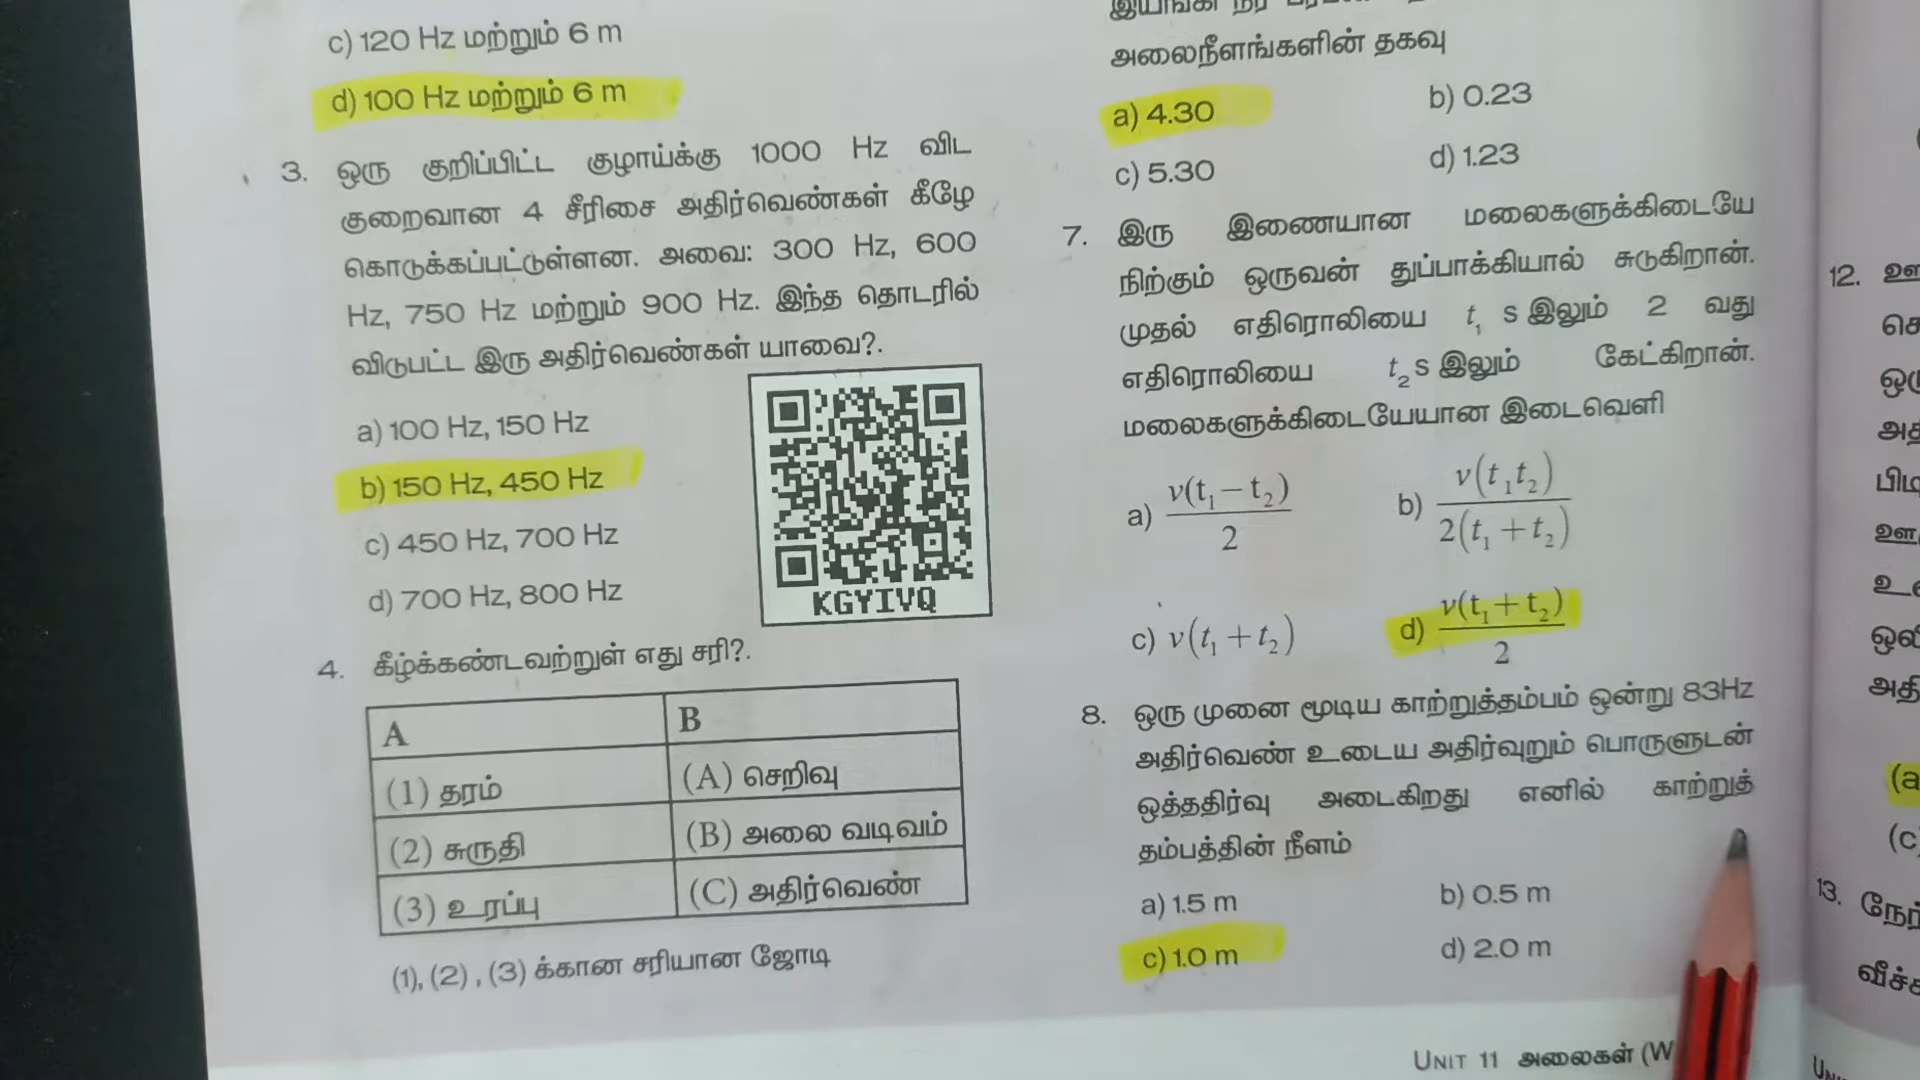 c) 120 Hz மற்றும் 6 m
d) 100 Hz மற்றும் 6 m
3. ஒரு குறிப்பிட்ட குழாய்க்கு 1000 Hz விட
குறைவான 4 சீரிசை அதிர்வெண்கள் கீழே
கொடுக்கப்பட்டுள்ளன. அவை: 300 Hz, 600
Hz, 750 Hz மற்றும் 900 Hz. இந்த தொடரில்
விடுபட்ட இரு அதிர்வெண்கள் யாவை?.
a) 100 Hz, 150 Hz
b) 150 Hz, 450 Hz
c) 450 Hz, 700 Hz
d) 700 Hz, 800 Hz
KGYIVQ
4. கீழ்க்கண்டவற்றுள் எது சரி?.
A B
(1) தரம் (A) செறிவு
(2) சுருதி (B) அலை வடிவம்
(3) உரப்பு (C) அதிர்வெண்
(1), (2) , (3) க்கான சரியான ஜோடி
அலைநீளங்களின் தகவு
a) 4.30 b) 0.23
c) 5.30 d) 1.23
7. இரு இணையான மலைகளுக்கிடையே
நிற்கும் ஒருவன் துப்பாக்கியால் சுடுகிறான்.
முதல் எதிரொலியை t₁ s இலும் 2 வது
எதிரொலியை t₂ s இலும் கேட்கிறான்.
மலைகளுக்கிடையேயான இடைவெளி
a) v(t₁ – t₂) / 2 b) v(t₁t₂) / 2(t₁ + t₂)
c) v(t₁ + t₂) d) v(t₁ + t₂) / 2
8. ஒரு முனை மூடிய காற்றுத்தம்பம் ஒன்று 83Hz
அதிர்வெண் உடைய அதிர்வுறும் பொருளுடன்
ஒத்ததிர்வு அடைகிறது எனில் காற்றுத்
தம்பத்தின் நீளம்
a) 1.5 m b) 0.5 m
c) 1.0 m d) 2.0 m
UNIT 11 அலைகள் (W
12.
(a
(c
13.